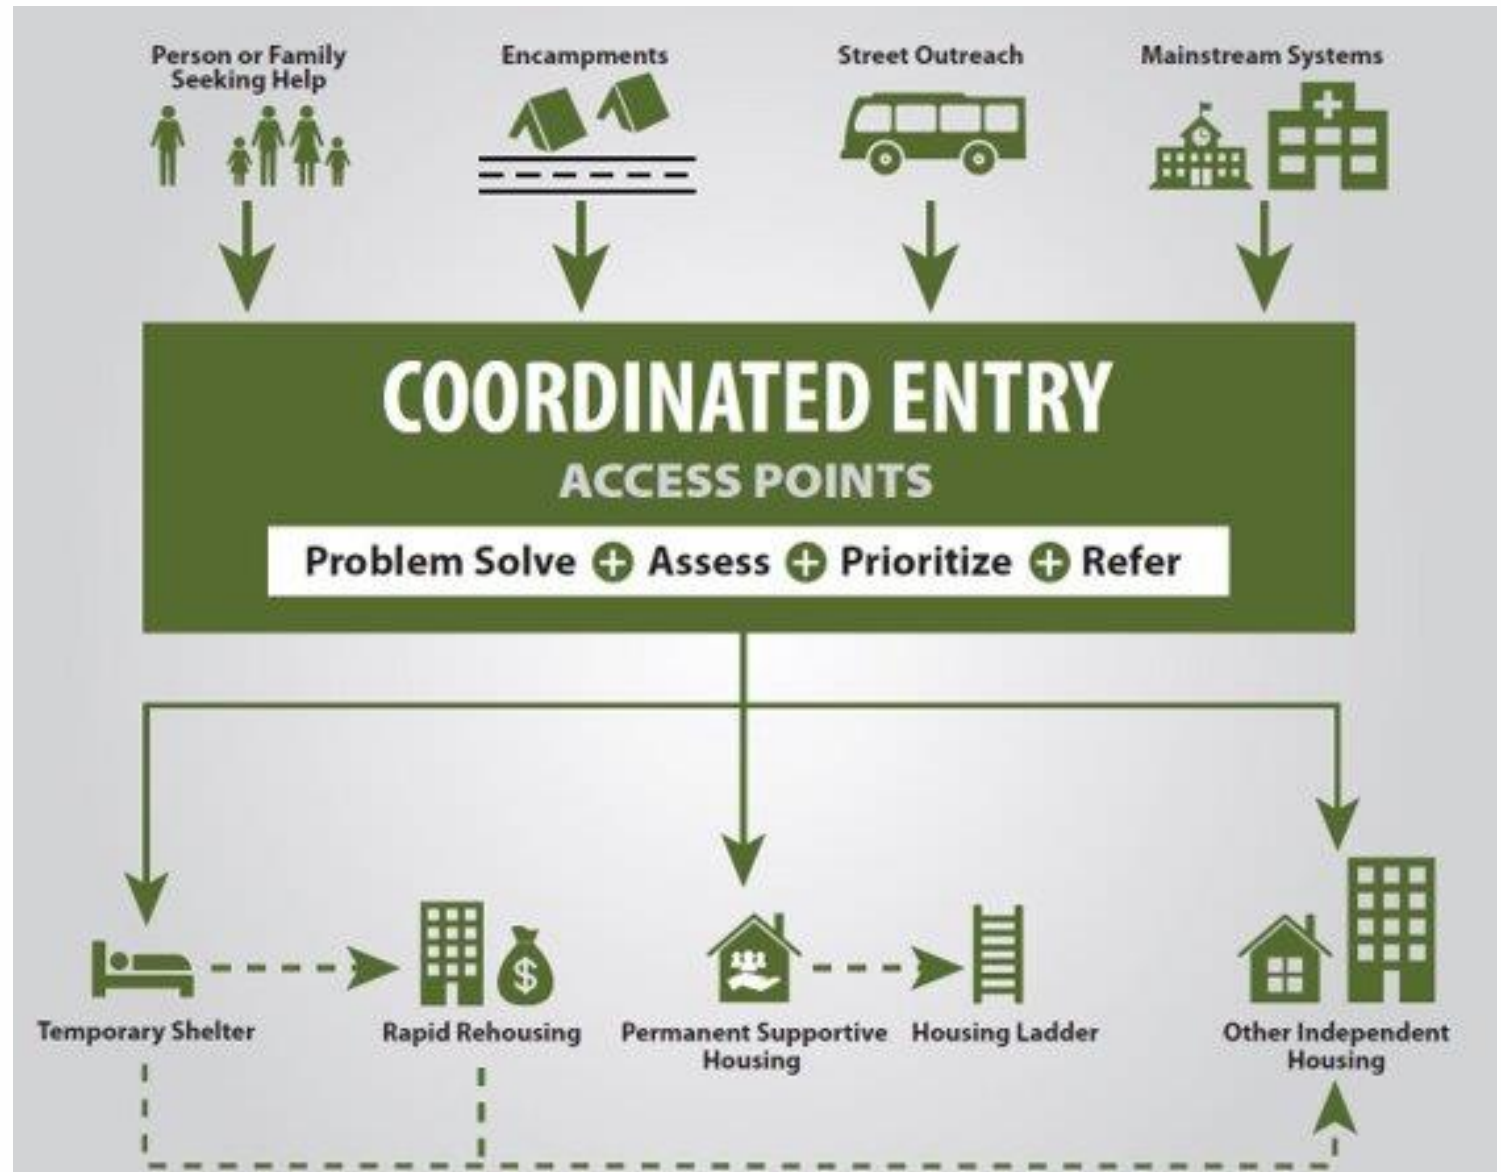 Person or Family
Seeking Help
Encampments
Street Outreach
Mainstream Systems
COORDINATED ENTRY
ACCESS POINTS
Problem Solve + Assess + Prioritize + Refer
$
Temporary Shelter
Rapid Rehousing
Permanent Supportive
Housing
Housing Ladder
Other Independent
Housing